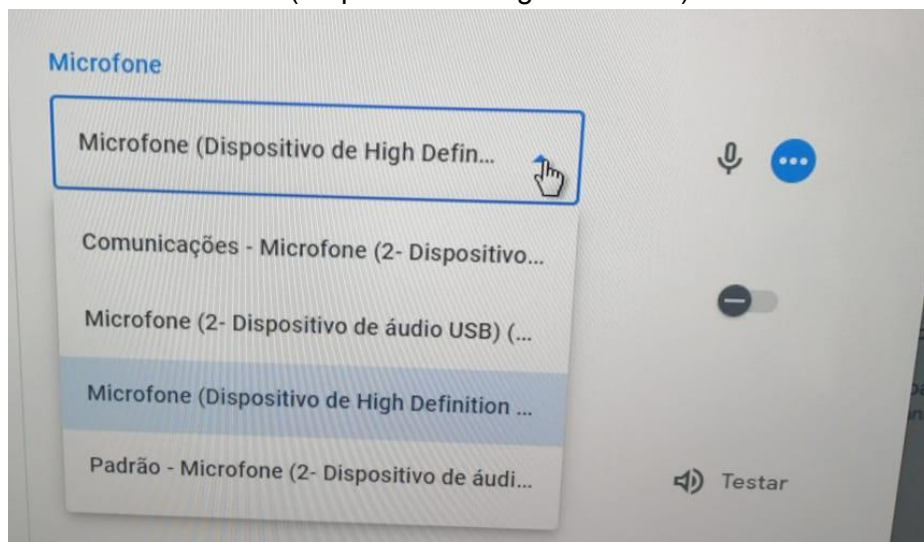 Microfone
Microfone (Dispositivo de High Defin...
Comunicações - Microfone (2- Dispositivo...
Microfone (2- Dispositivo de áudio USB) (...
Microfone (Dispositivo de High Definition ...
Padrão - Microfone (2- Dispositivo de áudi...
Testar